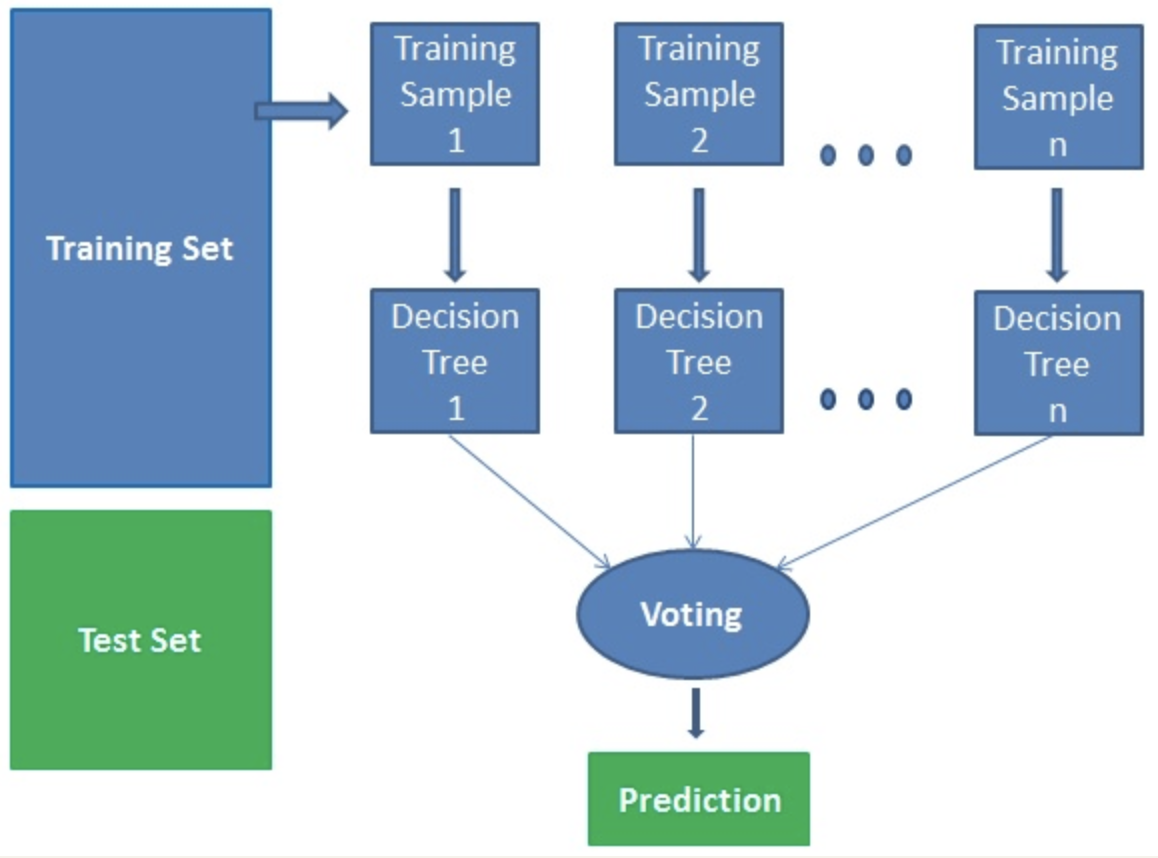 Training Set
Training
Sample
1
Training
Sample
2
Training
Sample
n
Decision
Tree
1
Decision
Tree
2
Decision
Tree
n
Test Set
Voting
Prediction